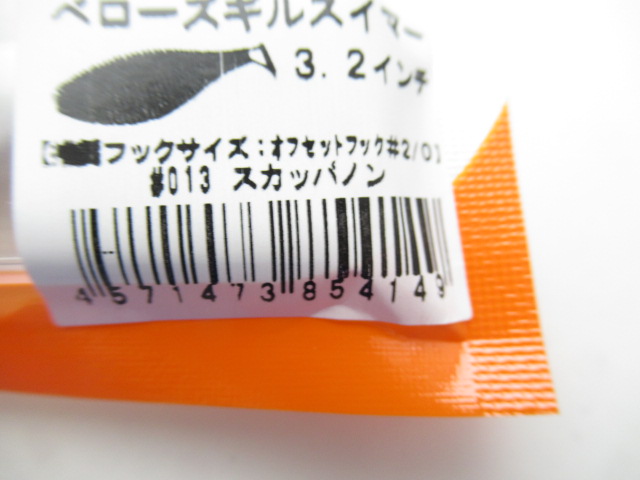 ベローズギルスイマー
3.2インチ
フックサイズ:オフセットフック#2/0】
#013 スカッパノン
4571473854149